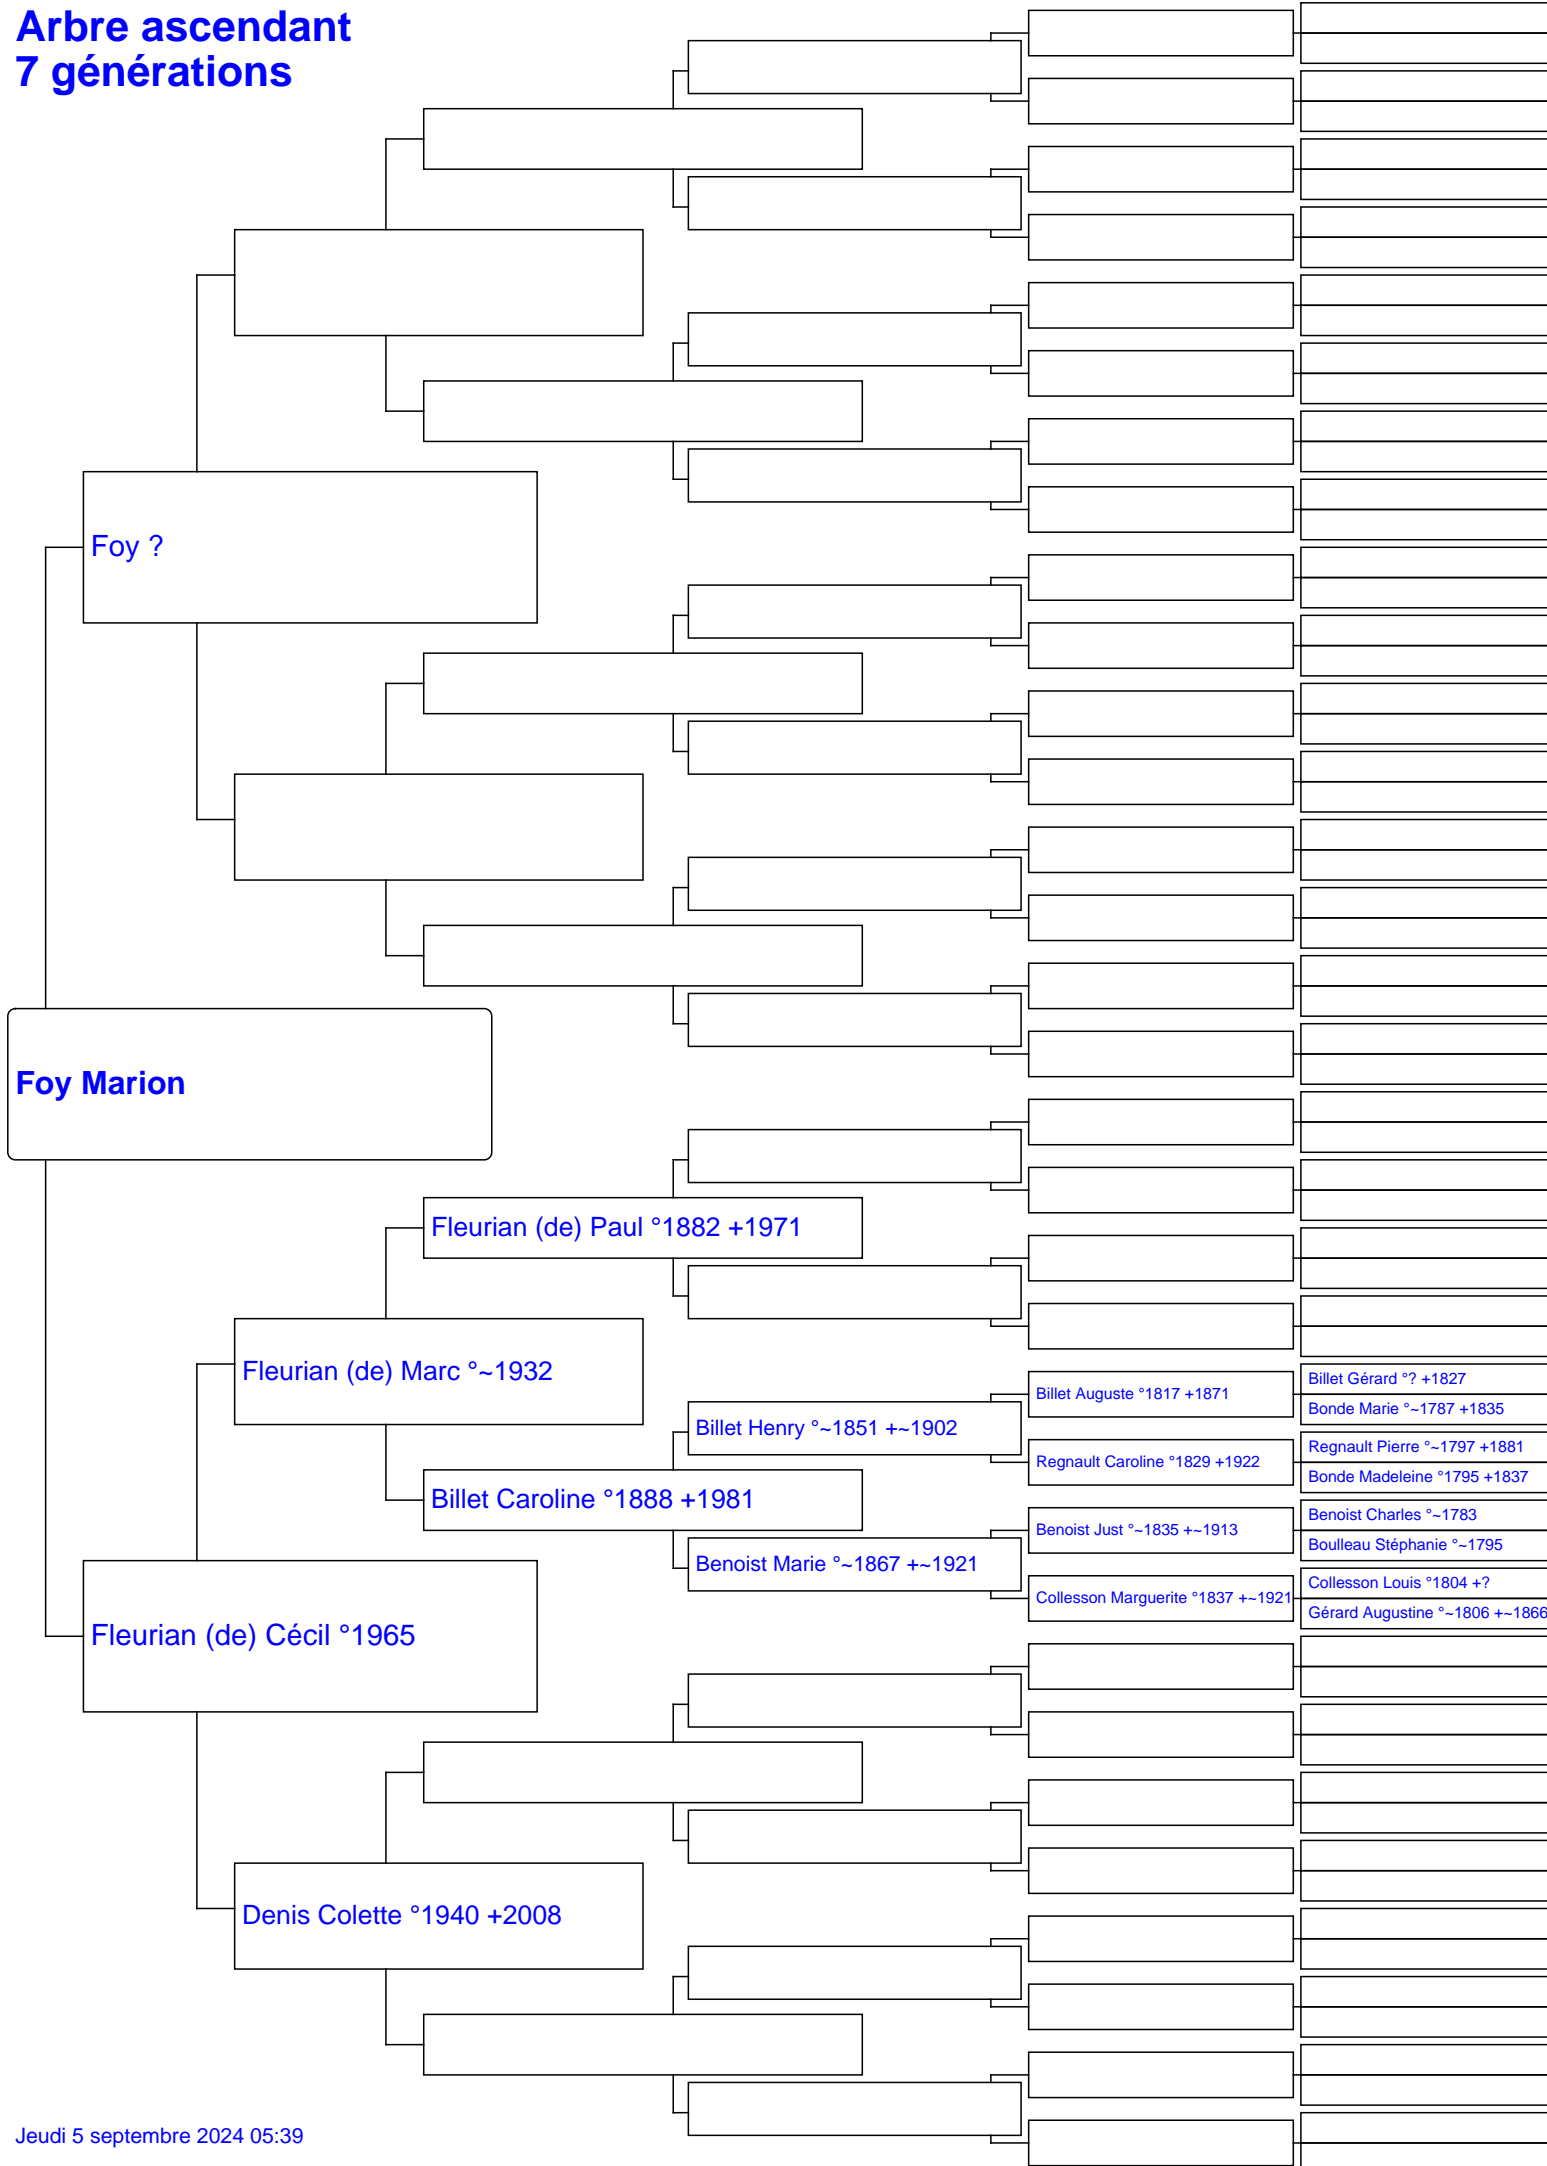 Arbre ascendant
7 générations
Foy ?
Foy Marion
Fleurian (de) Paul °1882 +1971
Fleurian (de) Marc °~1932
Billet Auguste °1817 +1871
Billet Gérard °? +1827
Bonde Marie °~1787 +1835
Billet Henry °~1851 +~1902
Regnault Caroline °1829 +1922
Regnault Pierre °~1797 +1881
Bonde Madeleine °1795 +1837
Billet Caroline °1888 +1981
Benoist Just °~1835 +~1913
Benoist Charles °~1783
Boulleau Stéphanie °~1795
Benoist Marie °~1867 +~1921
Collesson Marguerite °1837 +~1921
Collesson Louis °1804 +?
Gérard Augustine °~1806 +~1866
Fleurian (de) Cécil °1965
Denis Colette °1940 +2008
Jeudi 5 septembre 2024 05:39